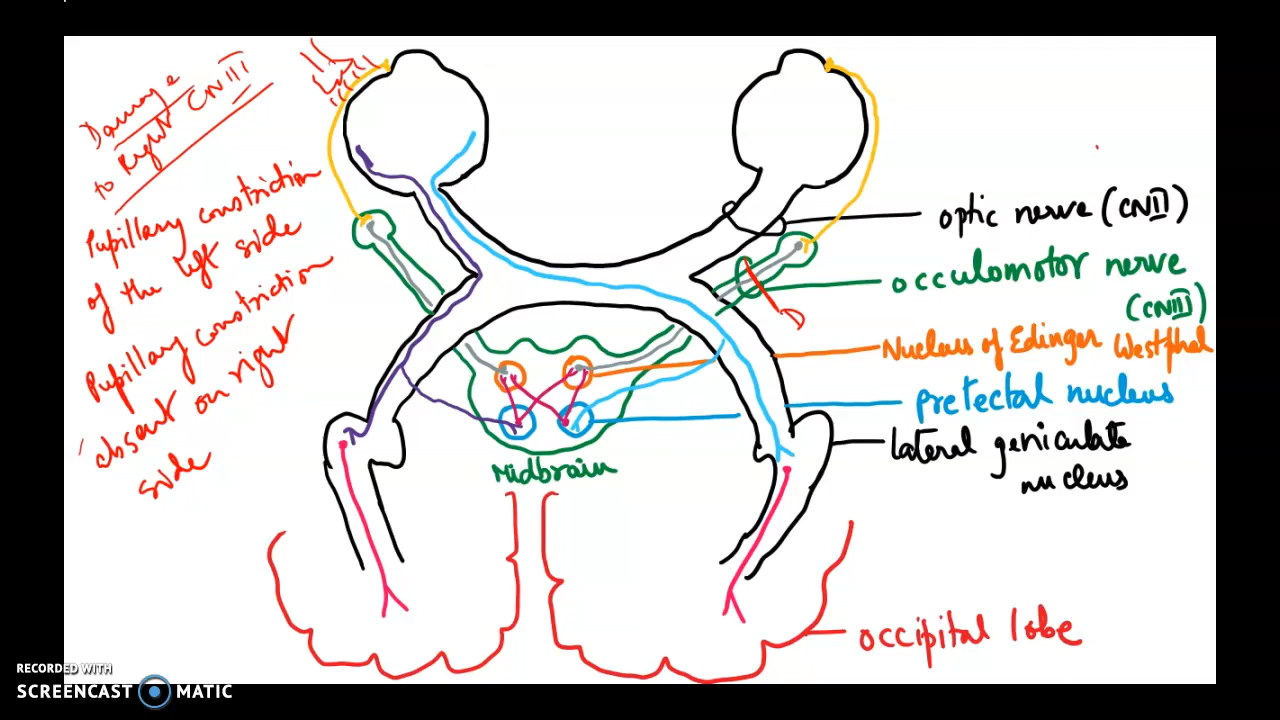 Damage
to Right CNIII
Pupillary constriction
of the left side
Pupillary constriction
absent on right
side
optic nerve (CNII)
occulomotor nerve
(CNIII)
Nucleus of Edinger Westphal
pretectal nucleus
lateral geniculate
nucleus
Midbrain
occipital lobe
RECORDED WITH
SCREENCAST MATIC